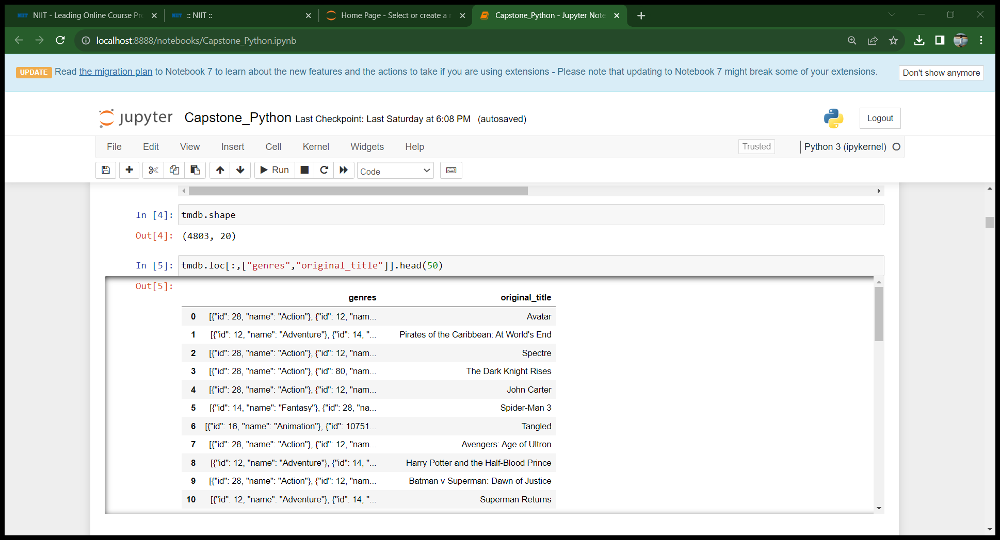 NIIT NIIT - Leading Online Course Pr
NIIT :: NIIT ::
Home Page - Select or create a n
Capstone_Python - Jupyter Note
localhost:8888/notebooks/Capstone_Python.ipynb
UPDATE Read the migration plan to Notebook 7 to learn about the new features and the actions to take if you are using extensions - Please note that updating to Notebook 7 might break some of your extensions.
Don't show anymore
jupyter Capstone_Python Last Checkpoint: Last Saturday at 6:08 PM (autosaved)
Logout
File Edit View Insert Cell Kernel Widgets Help
Trusted Python 3 (ipykernel)
Run Code
In [4]: tmdb.shape
Out[4]: (4803, 20)
In [5]: tmdb.loc[:,["genres","original_title"]].head(50)
Out[5]:
genres original_title
0 [{"id": 28, "name": "Action"}, {"id": 12, "nam... Avatar
1 [{"id": 12, "name": "Adventure"}, {"id": 14, "... Pirates of the Caribbean: At World's End
2 [{"id": 28, "name": "Action"}, {"id": 12, "nam... Spectre
3 [{"id": 28, "name": "Action"}, {"id": 80, "nam... The Dark Knight Rises
4 [{"id": 28, "name": "Action"}, {"id": 12, "nam... John Carter
5 [{"id": 14, "name": "Fantasy"}, {"id": 28, "na... Spider-Man 3
6 [{"id": 16, "name": "Animation"}, {"id": 10751... Tangled
7 [{"id": 28, "name": "Action"}, {"id": 12, "nam... Avengers: Age of Ultron
8 [{"id": 12, "name": "Adventure"}, {"id": 14, "... Harry Potter and the Half-Blood Prince
9 [{"id": 28, "name": "Action"}, {"id": 12, "nam... Batman v Superman: Dawn of Justice
10 [{"id": 12, "name": "Adventure"}, {"id": 14, "... Superman Returns